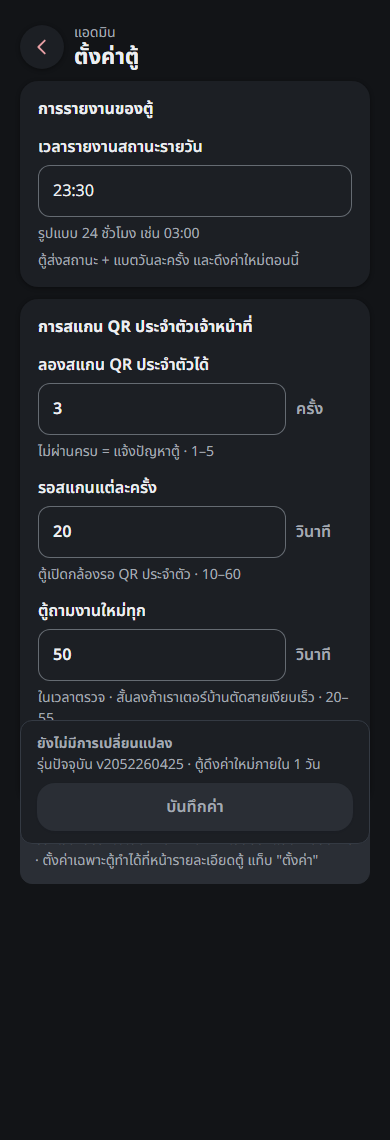 แอดมิน
ตั้งค่าตู้
การรายงานของตู้
เวลารายงานสถานะรายวัน
23:30
รูปแบบ 24 ชั่วโมง เช่น 03:00
ตู้ส่งสถานะ + แบตวันละครั้ง และดึงค่าใหม่ตอนนี้
การสแกน QR ประจำตัวเจ้าหน้าที่
ลองสแกน QR ประจำตัวได้
3 ครั้ง
ไม่ผ่านครบ = แจ้งปัญหาตู้ · 1–5
รอสแกนแต่ละครั้ง
20 วินาที
ตู้เปิดกล้องรอ QR ประจำตัว · 10–60
ตู้ถามงานใหม่ทุก
50 วินาที
ในเวลาตรวจ · สั้นลงถ้าเราเตอร์บ้านตัดสายเงียบเร็ว · 20–
55
ยังไม่มีการเปลี่ยนแปลง
รุ่นปัจจุบัน v2052260425 · ตู้ดึงค่าใหม่ภายใน 1 วัน
บันทึกค่า
· ตั้งค่าเฉพาะตู้ทำได้ที่หน้ารายละเอียดตู้ แท็บ "ตั้งค่า"